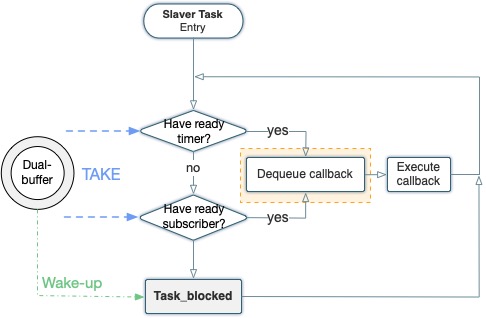 Slaver Task
Entry
Have ready
timer?
yes
Dual-
buffer
TAKE
no
Dequeue callback
Execute
callback
Have ready
subscriber?
yes
Wake-up
Task_blocked